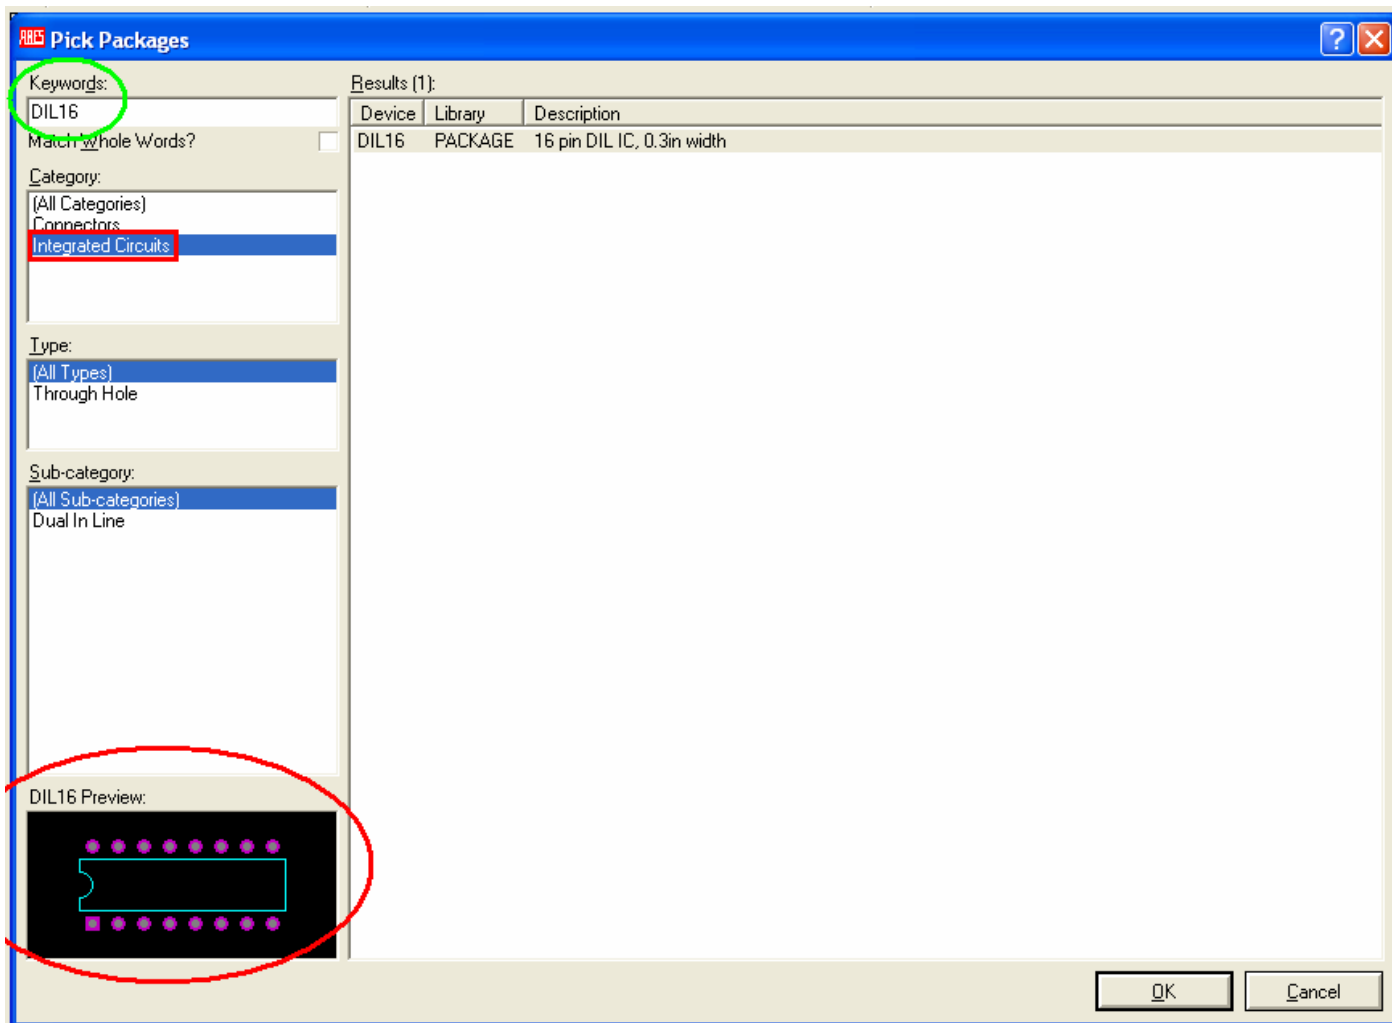 ARES Pick Packages
Keywords:
DIL16
Match Whole Words?
Category:
(All Categories)
Connectors
Integrated Circuits
Type:
(All Types)
Through Hole
Sub-category:
(All Sub-categories)
Dual In Line
DIL16 Preview:
Results (1):
Device Library Description
DIL16 PACKAGE 16 pin DIL IC, 0.3in width
OK Cancel